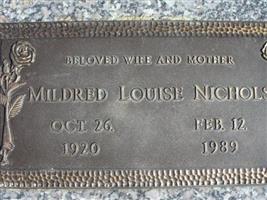 BELOVED WIFE AND MOTHER
MILDRED LOUISE NICHOLS
OCT. 26, FEB. 12,
1920 1989